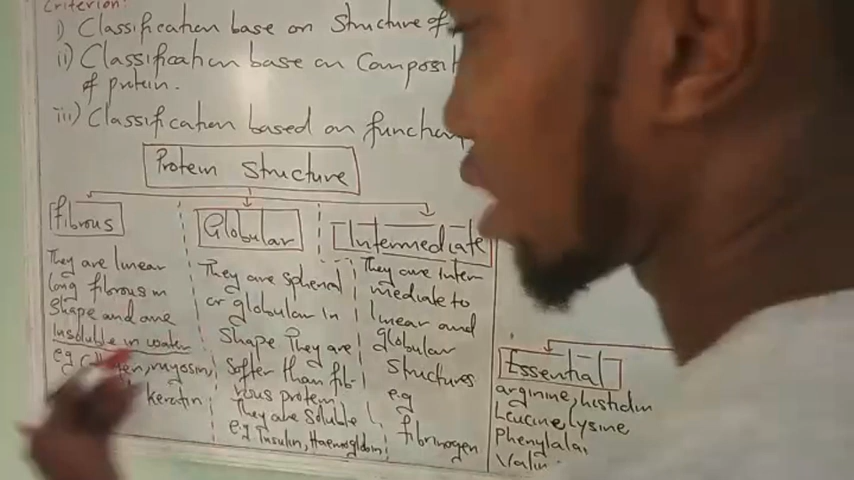 Criterion:
i) Classification base on Structure of
ii) Classification base on Composit
of protein.
iii) Classification based on function
Protein Structure
Fibrous
They are linear
long fibrous in
Shape and are
Insoluble in water
eg myosin,
keratin
Globular
They are spherial
or globular in
Shape They are
Softer than fib-
rous protein.
They are Soluble
e.g Insulin, Haemoglobin,
Intermediate
They are inter
mediate to
linear and
globular
Structures
e.g
fibrinogen
Essential
arginine, histidin
Leucine, lysine
Phenylalai
Valin